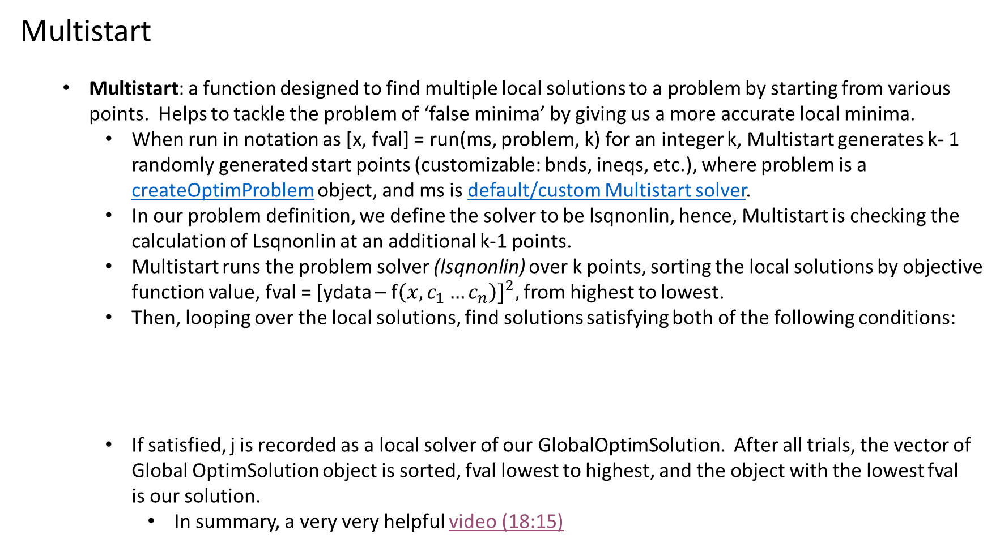 Multistart
• Multistart: a function designed to find multiple local solutions to a problem by starting from various
points.  Helps to tackle the problem of ‘false minima’ by giving us a more accurate local minima.
• When run in notation as [x, fval] = run(ms, problem, k) for an integer k, Multistart generates k- 1
randomly generated start points (customizable: bnds, ineqs, etc.), where problem is a
createOptimProblem object, and ms is default/custom Multistart solver.
• In our problem definition, we define the solver to be lsqnonlin, hence, Multistart is checking the
calculation of Lsqnonlin at an additional k-1 points.
• Multistart runs the problem solver (lsqnonlin) over k points, sorting the local solutions by objective
function value, fval = [ydata – f(x, c₁ … cₙ)]², from highest to lowest.
• Then, looping over the local solutions, find solutions satisfying both of the following conditions:
• If satisfied, j is recorded as a local solver of our GlobalOptimSolution.  After all trials, the vector of
Global OptimSolution object is sorted, fval lowest to highest, and the object with the lowest fval
is our solution.
• In summary, a very very helpful video (18:15)